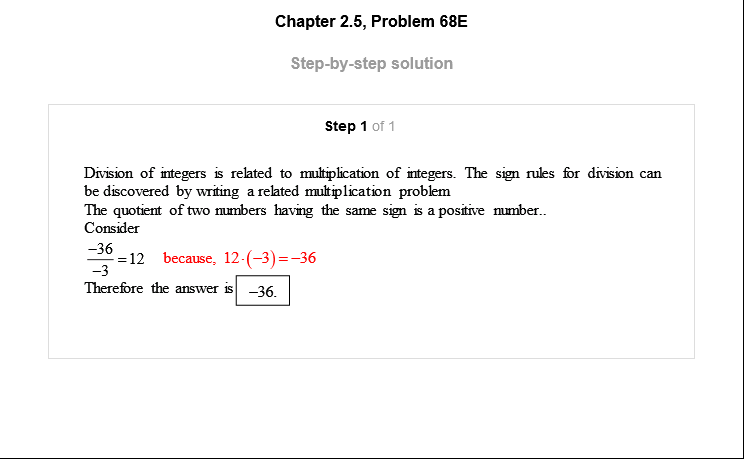 Chapter 2.5, Problem 68E
Step-by-step solution
Step 1 of 1
Division of integers is related to multiplication of integers. The sign rules for division can
be discovered by writing a related multiplication problem
The quotient of two numbers having the same sign is a positive number..
Consider
−36/−3 = 12 because, 12·(−3)=−36
Therefore the answer is −36.